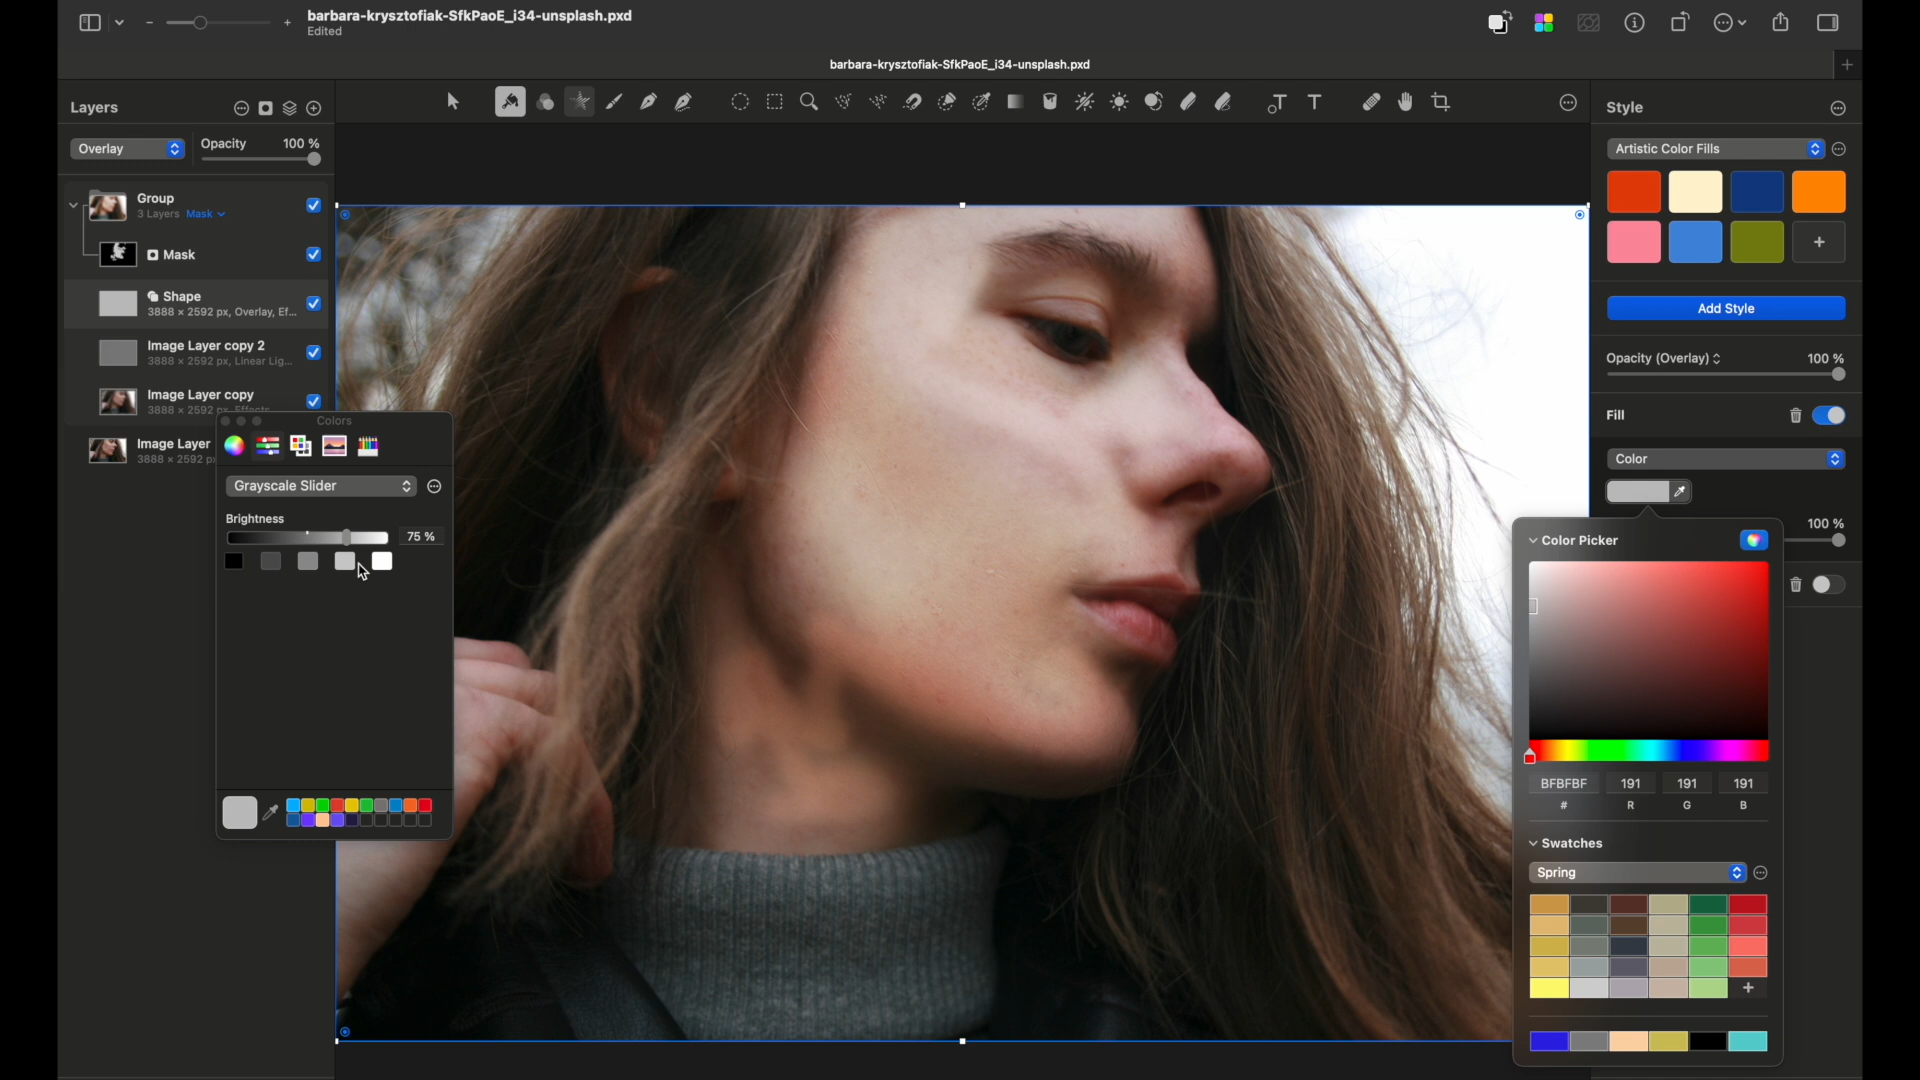 barbara-krysztofiak-SfkPaoE_i34-unsplash.pxd
Edited
barbara-krysztofiak-SfkPaoE_i34-unsplash.pxd
Layers
Overlay
Opacity 100 %
Group
3 Layers Mask
Mask
Shape
3888 × 2592 px, Overlay, Ef...
Image Layer copy 2
3888 × 2592 px, Linear Lig...
Image Layer copy
3888 × 2592 px, Effects
Image Layer
3888 × 2592 px
Colors
Grayscale Slider
Brightness
75 %
Style
Artistic Color Fills
Add Style
Opacity (Overlay) 100 %
Fill
Color
100 %
Color Picker
BFBFBF 191 191 191
# R G B
Swatches
Spring